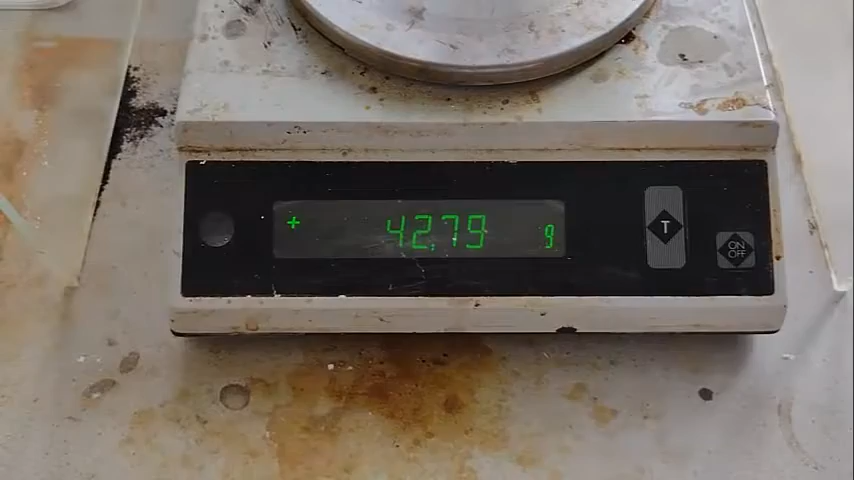 + 42.79 g
T
ON
OFF